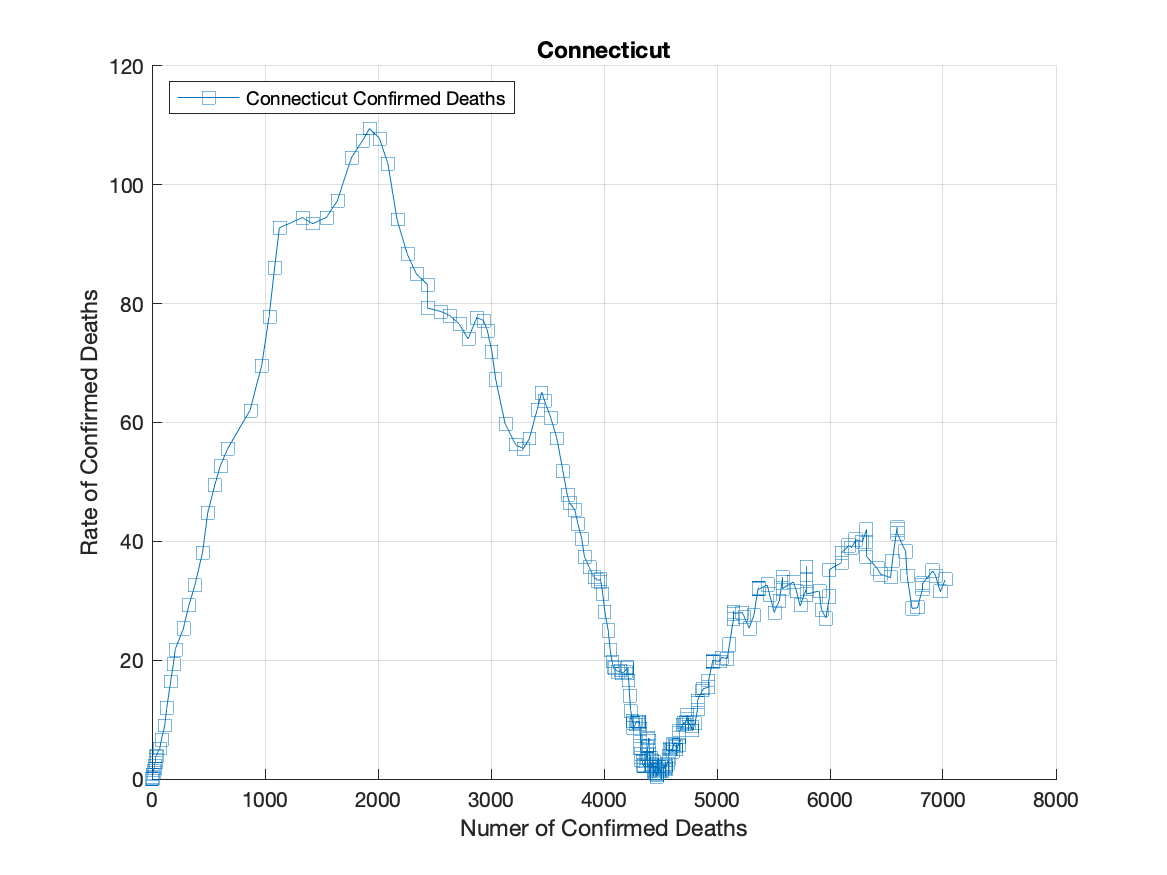 Connecticut
Connecticut Confirmed Deaths
120
100
80
60
40
20
0
Rate of Confirmed Deaths
0 1000 2000 3000 4000 5000 6000 7000 8000
Numer of Confirmed Deaths